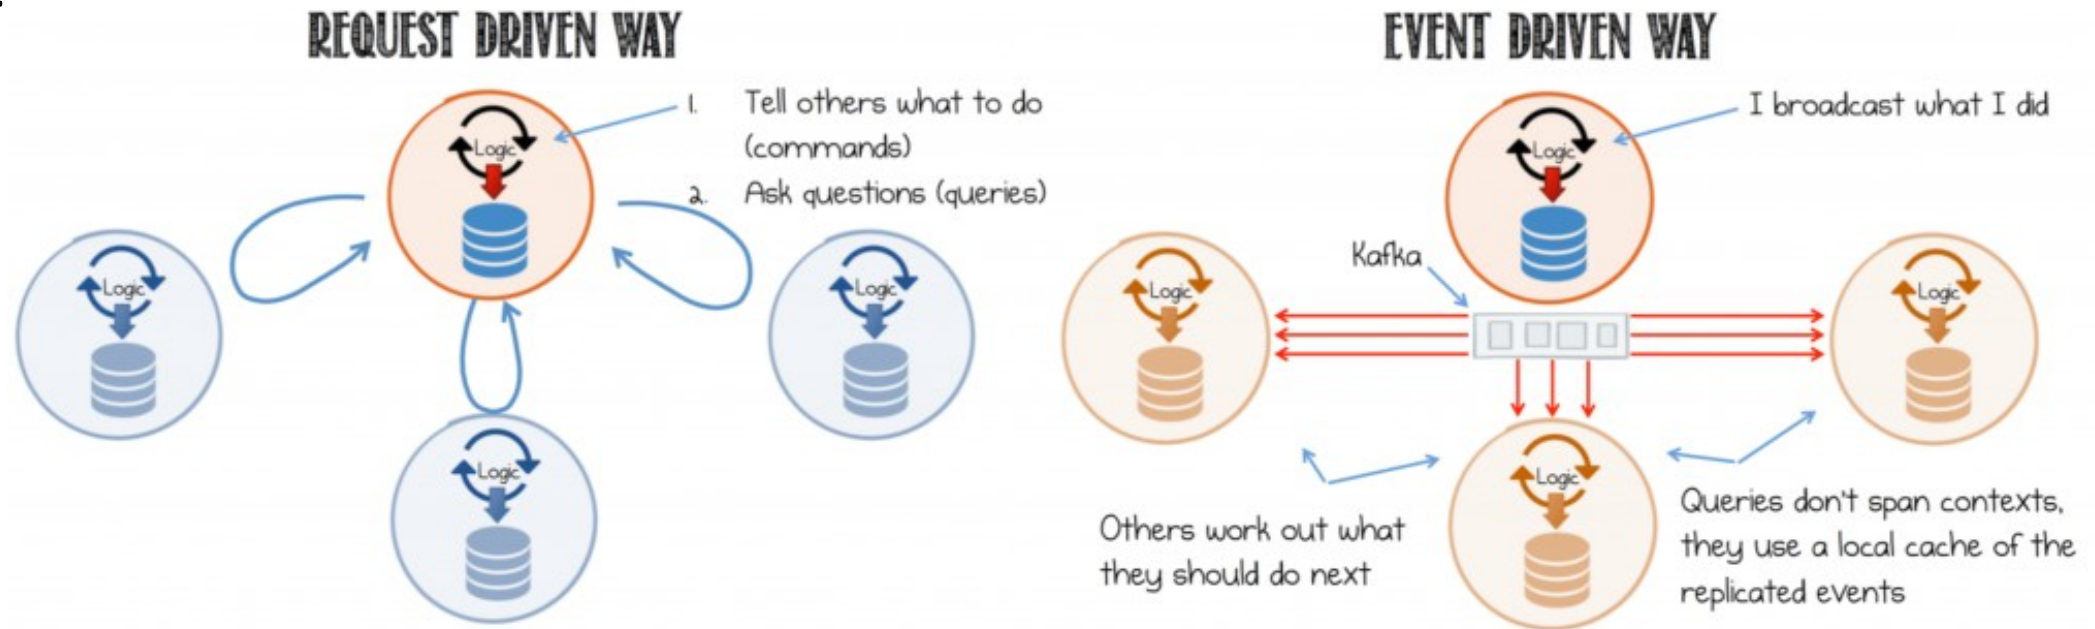 REQUEST DRIVEN WAY
1. Tell others what to do
(commands)
2. Ask questions (queries)
Logic
Logic
Logic
Logic
EVENT DRIVEN WAY
I broadcast what I did
Logic
Kafka
Logic
Logic
Logic
Others work out what
they should do next
Queries don't span contexts,
they use a local cache of the
replicated events